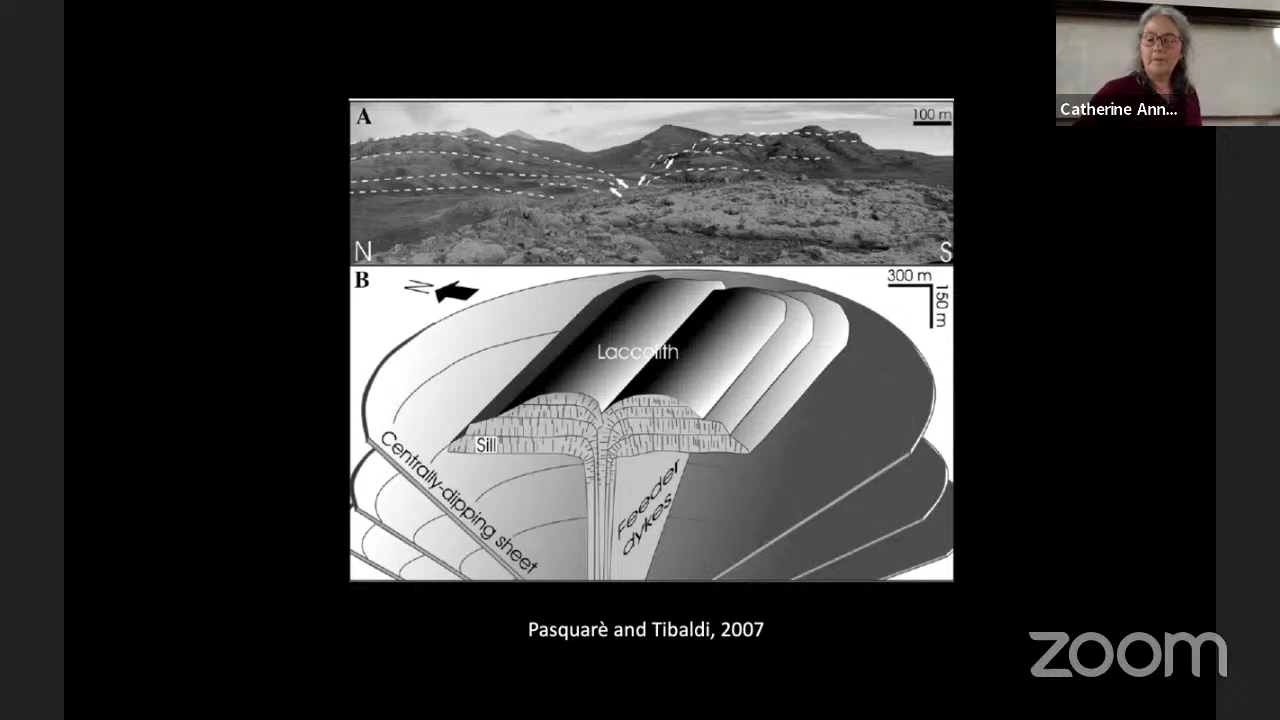 Catherine Ann...
A
100 m
N
S
B
N
300 m
150 m
Laccolith
Sill
Centrally-dipping sheet
Feeder
dykes
Pasquarè and Tibaldi, 2007
zoom